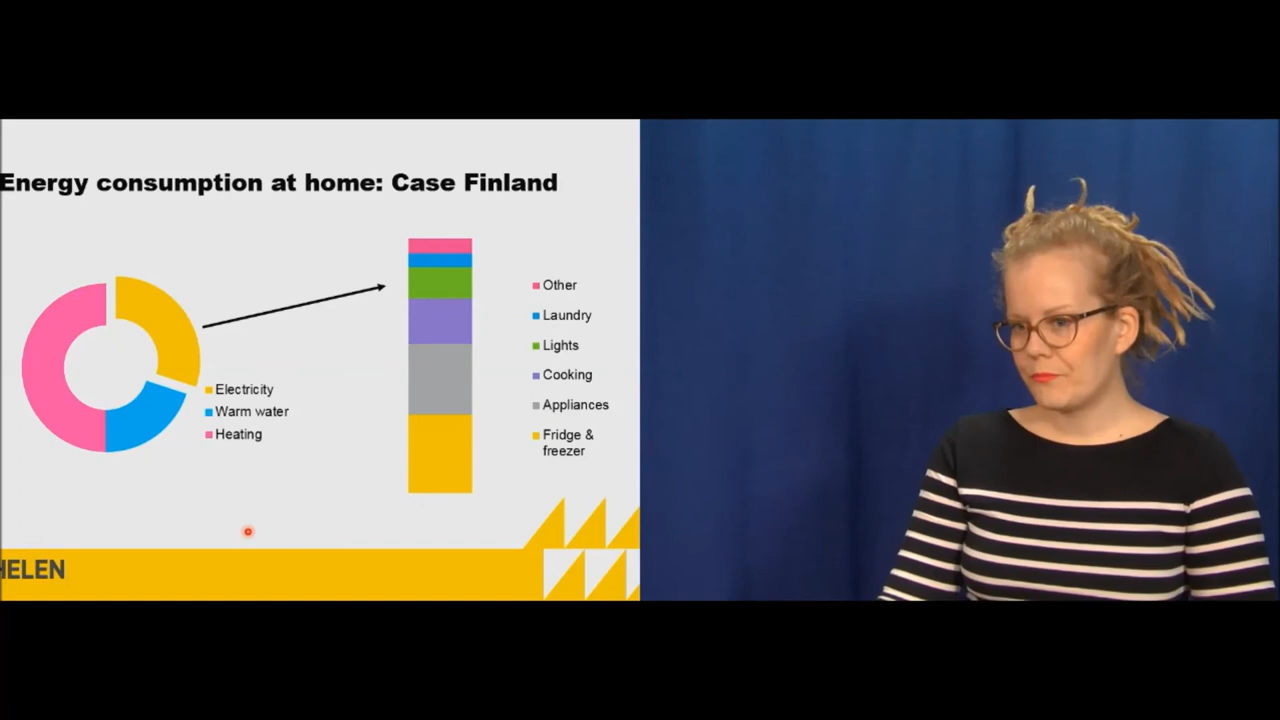 Energy consumption at home: Case Finland
Electricity
Warm water
Heating
Other
Laundry
Lights
Cooking
Appliances
Fridge &
freezer
HELEN